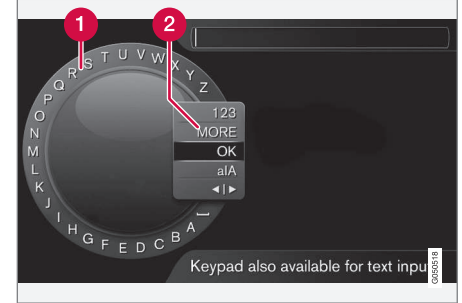 1
2
A B C D E F G H I J K L M N O P Q R S T U V W X Y Z
123
MORE
OK
a|A
◄|►
Keypad also available for text inpu
G050518